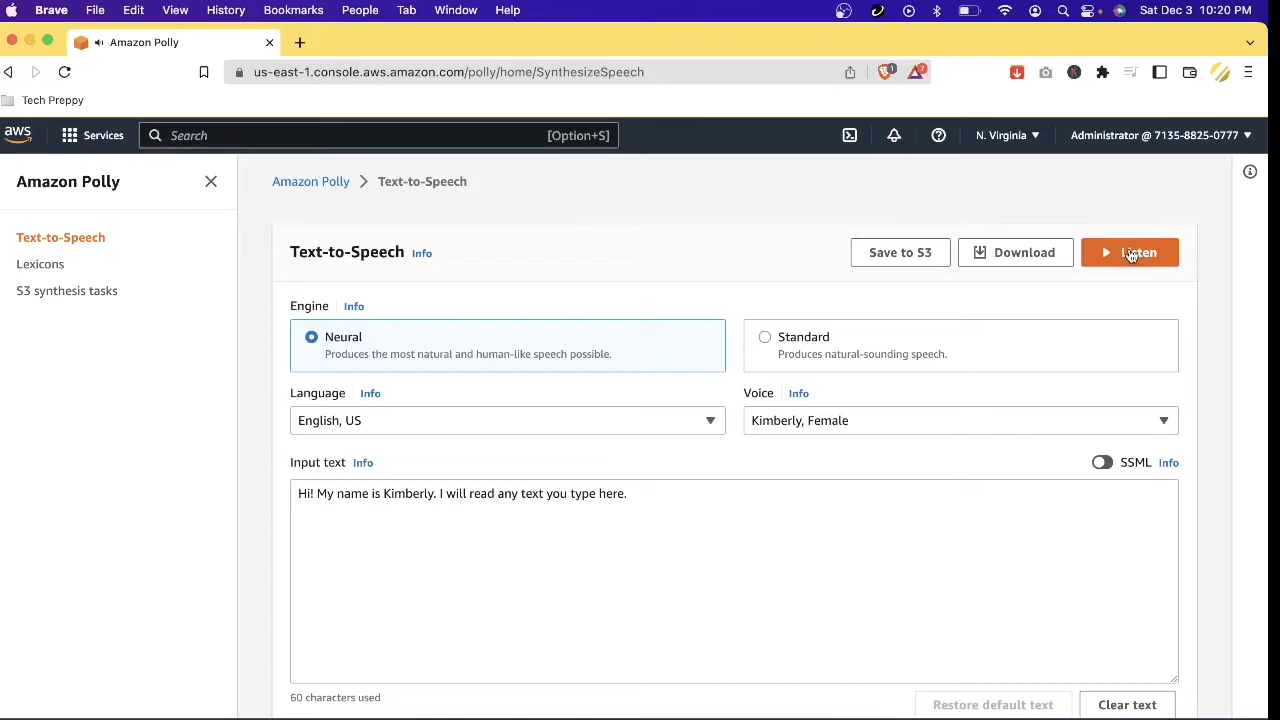 Brave File Edit View History Bookmarks People Tab Window Help Sat Dec 3 10:20 PM
Amazon Polly
us-east-1.console.aws.amazon.com/polly/home/SynthesizeSpeech 1 7 K
Tech Preppy
aws Services Search [Option+S] N. Virginia Administrator @ 7135-8825-0777
Amazon Polly
Text-to-Speech
Lexicons
S3 synthesis tasks
Amazon Polly Text-to-Speech
Text-to-Speech Info Save to S3 Download Listen
Engine Info
Neural
Produces the most natural and human-like speech possible.
Standard
Produces natural-sounding speech.
Language Info
English, US
Voice Info
Kimberly, Female
Input text Info SSML Info
Hi! My name is Kimberly. I will read any text you type here.
60 characters used
Restore default text Clear text